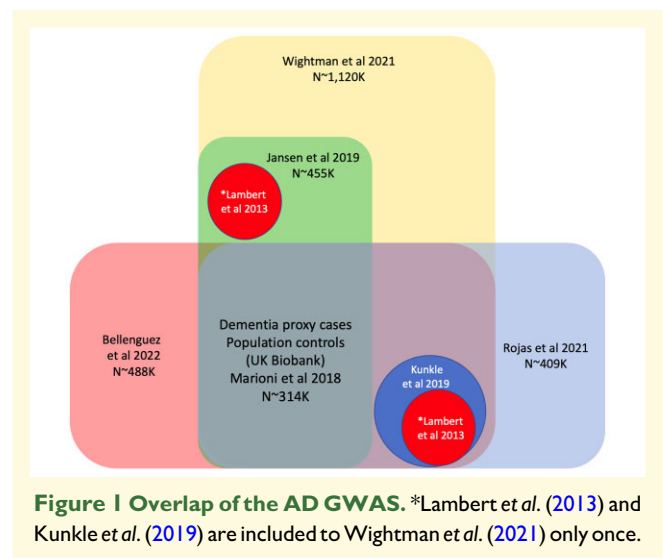 Wightman et al 2021
N~1,120K
Jansen et al 2019
N~455K
*Lambert
et al 2013
Bellenguez
et al 2022
N~488K
Dementia proxy cases
Population controls
(UK Biobank)
Marioni et al 2018
N~314K
Kunkle
et al 2019
*Lambert
et al 2013
Rojas et al 2021
N~409K
Figure 1 Overlap of the AD GWAS. *Lambert et al. (2013) and
Kunkle et al. (2019) are included to Wightman et al. (2021) only once.